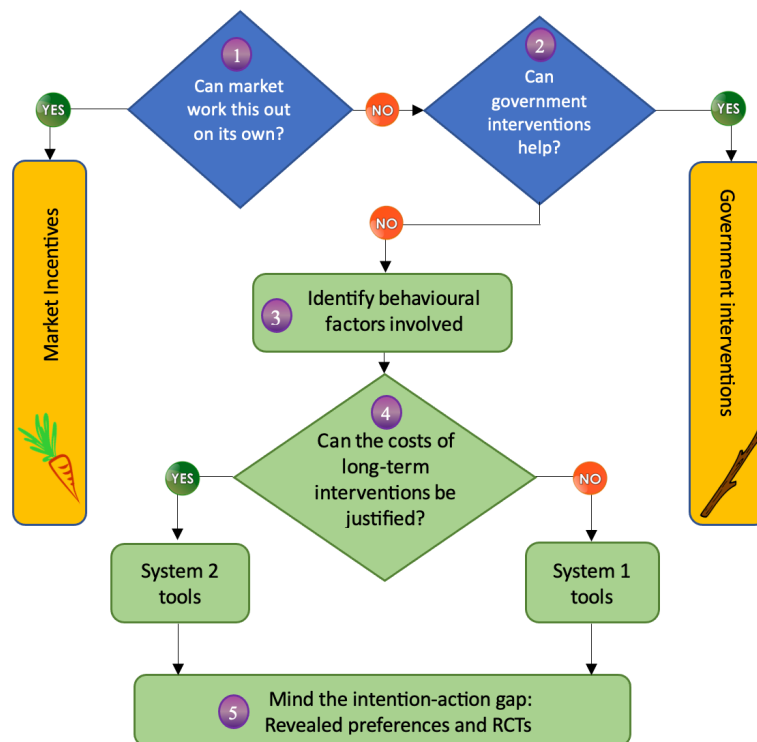 1
Can market
work this out
on its own?
YES
NO
2
Can
government
interventions
help?
YES
NO
Market Incentives
Government interventions
3
Identify behavioural
factors involved
4
Can the costs of
long-term
interventions be
justified?
YES
NO
System 2
tools
System 1
tools
5
Mind the intention-action gap:
Revealed preferences and RCTs